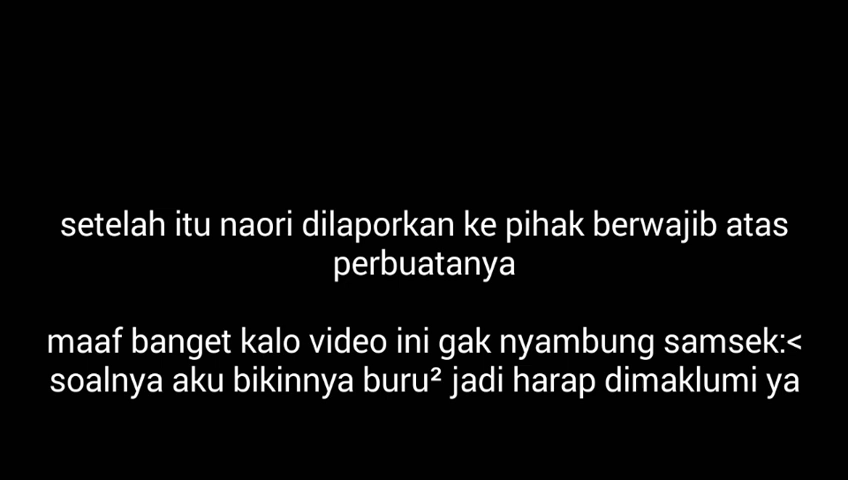 setelah itu naori dilaporkan ke pihak berwajib atas
perbuatanya
maaf banget kalo video ini gak nyambung samsek:<
soalnya aku bikinnya buru² jadi harap dimaklumi ya